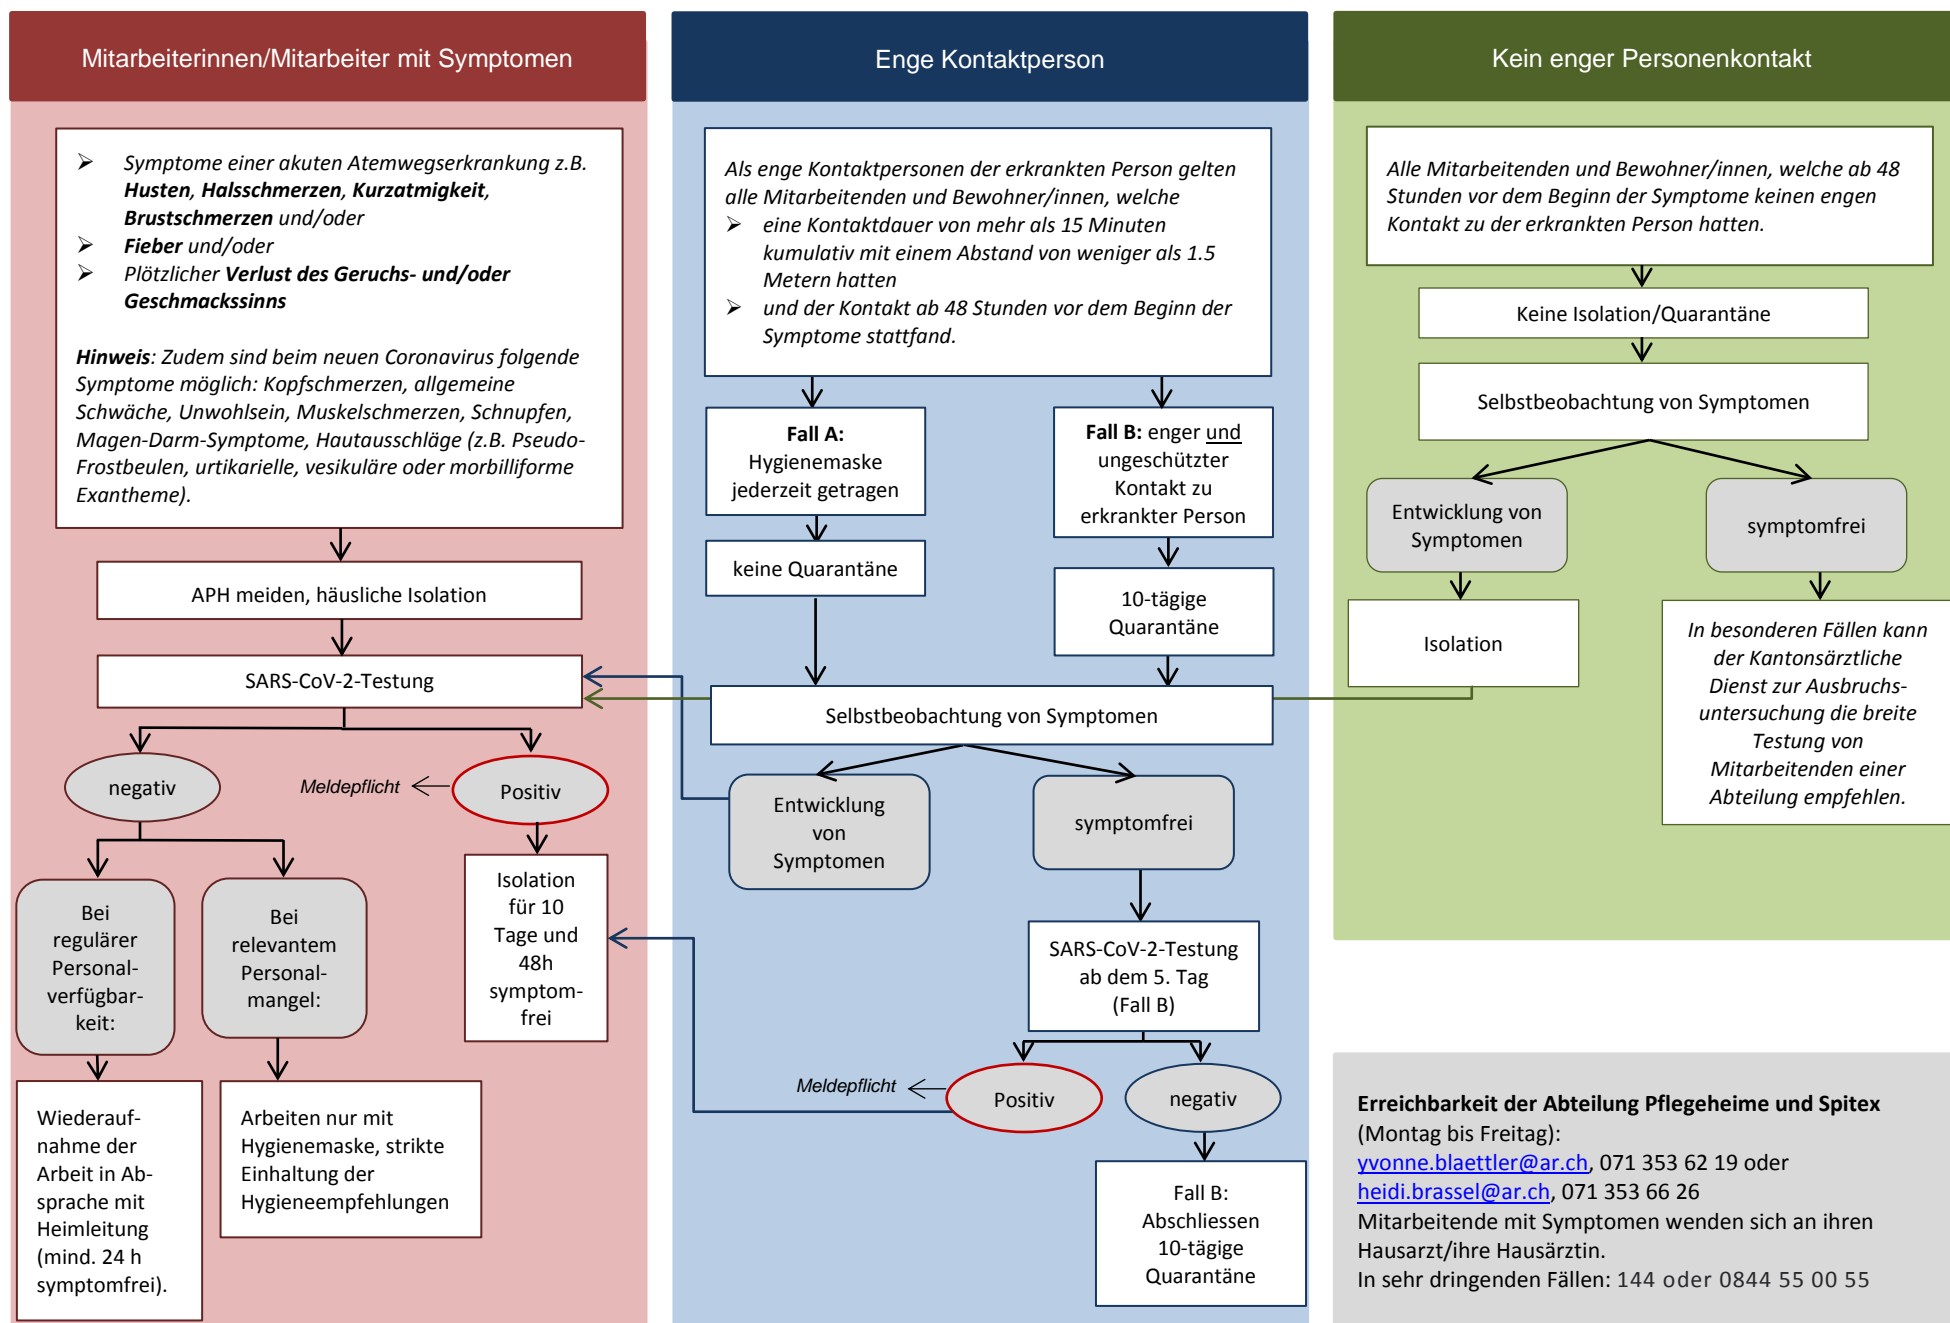 Mitarbeiterinnen/Mitarbeiter mit Symptomen
➢ Symptome einer akuten Atemwegserkrankung z.B.
Husten, Halsschmerzen, Kurzatmigkeit,
Brustschmerzen und/oder
➢ Fieber und/oder
➢ Plötzlicher Verlust des Geruchs- und/oder
Geschmackssinns
Hinweis: Zudem sind beim neuen Coronavirus folgende
Symptome möglich: Kopfschmerzen, allgemeine
Schwäche, Unwohlsein, Muskelschmerzen, Schnupfen,
Magen-Darm-Symptome, Hautausschläge (z.B. Pseudo-
Frostbeulen, urtikarielle, vesikuläre oder morbilliforme
Exantheme).
APH meiden, häusliche Isolation
SARS-CoV-2-Testung
negativ
Meldepflicht
Positiv
Bei
regulärer
Personal-
verfügbar-
keit:
Bei
relevantem
Personal-
mangel:
Isolation
für 10
Tage und
48h
symptom-
frei
Wiederauf-
nahme der
Arbeit in Ab-
sprache mit
Heimleitung
(mind. 24 h
symptomfrei).
Arbeiten nur mit
Hygienemaske, strikte
Einhaltung der
Hygieneempfehlungen
Enge Kontaktperson
Als enge Kontaktpersonen der erkrankten Person gelten
alle Mitarbeitenden und Bewohner/innen, welche
➢ eine Kontaktdauer von mehr als 15 Minuten
kumulativ mit einem Abstand von weniger als 1.5
Metern hatten
➢ und der Kontakt ab 48 Stunden vor dem Beginn der
Symptome stattfand.
Fall A:
Hygienemaske
jederzeit getragen
keine Quarantäne
Fall B: enger und
ungeschützter
Kontakt zu
erkrankter Person
10-tägige
Quarantäne
Selbstbeobachtung von Symptomen
Entwicklung
von
Symptomen
symptomfrei
SARS-CoV-2-Testung
ab dem 5. Tag
(Fall B)
Meldepflicht
Positiv
negativ
Fall B:
Abschliessen
10-tägige
Quarantäne
Kein enger Personenkontakt
Alle Mitarbeitenden und Bewohner/innen, welche ab 48
Stunden vor dem Beginn der Symptome keinen engen
Kontakt zu der erkrankten Person hatten.
Keine Isolation/Quarantäne
Selbstbeobachtung von Symptomen
Entwicklung von
Symptomen
symptomfrei
Isolation
In besonderen Fällen kann
der Kantonsärztliche
Dienst zur Ausbruchs-
untersuchung die breite
Testung von
Mitarbeitenden einer
Abteilung empfehlen.
Erreichbarkeit der Abteilung Pflegeheime und Spitex
(Montag bis Freitag):
yvonne.blaettler@ar.ch, 071 353 62 19 oder
heidi.brassel@ar.ch, 071 353 66 26
Mitarbeitende mit Symptomen wenden sich an ihren
Hausarzt/ihre Hausärztin.
In sehr dringenden Fällen: 144 oder 0844 55 00 55